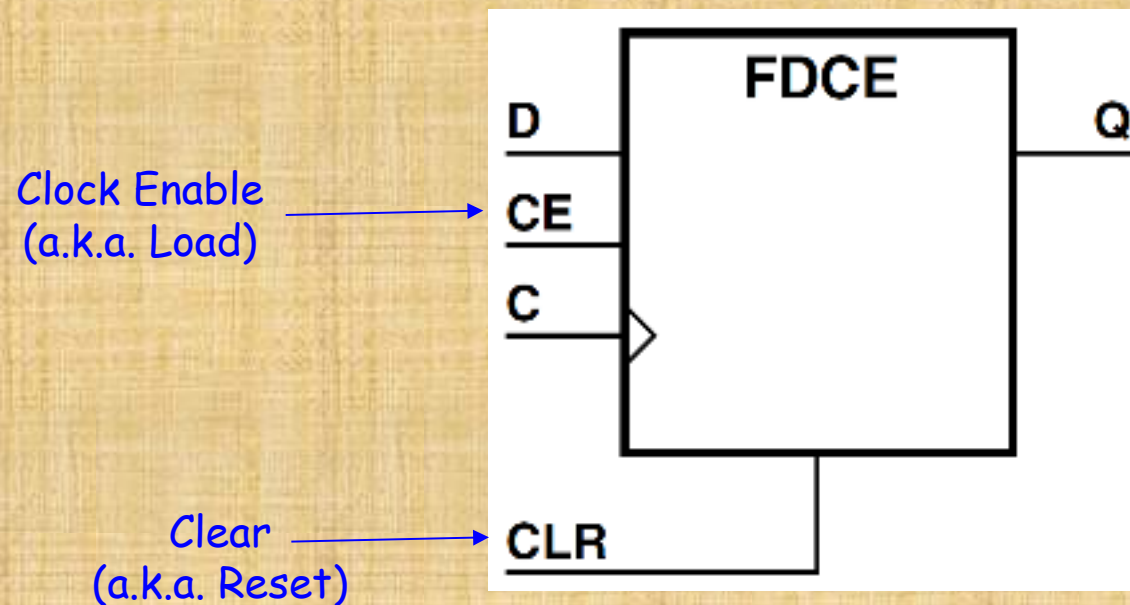 FDCE
D
Q
Clock Enable
(a.k.a. Load)
CE
C
Clear
(a.k.a. Reset)
CLR